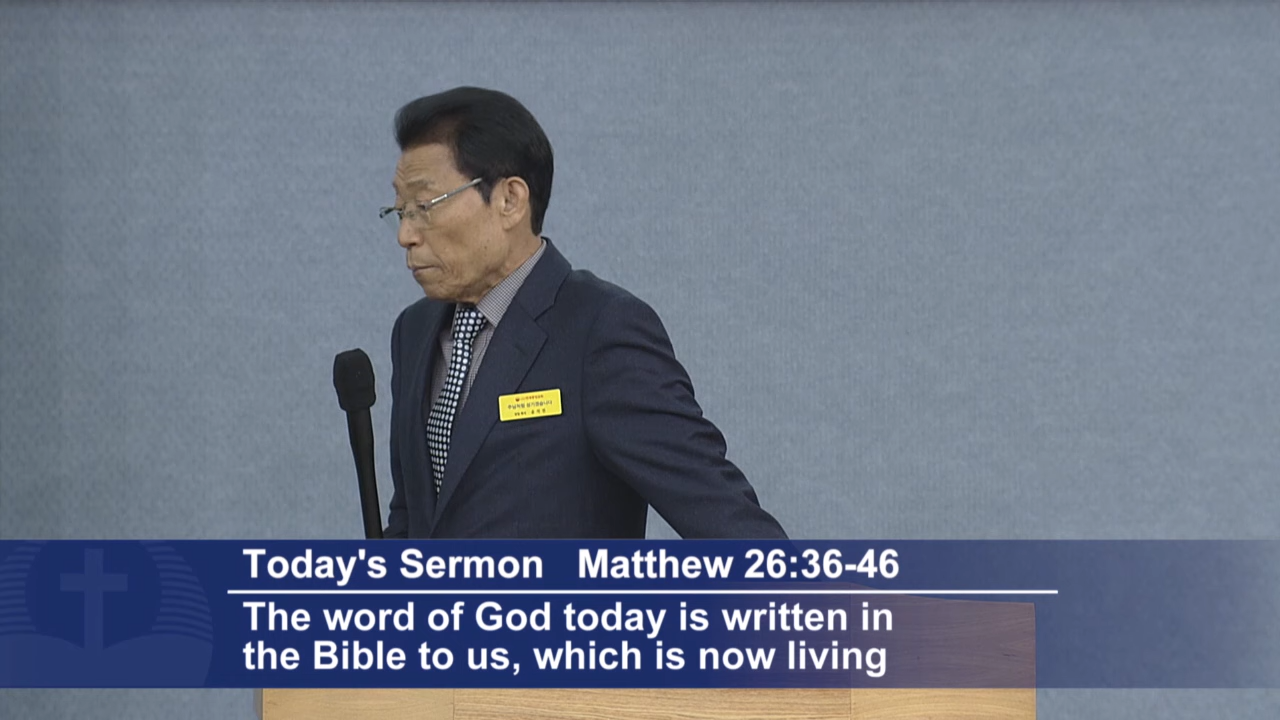 Today's Sermon Matthew 26:36-46
The word of God today is written in
the Bible to us, which is now living